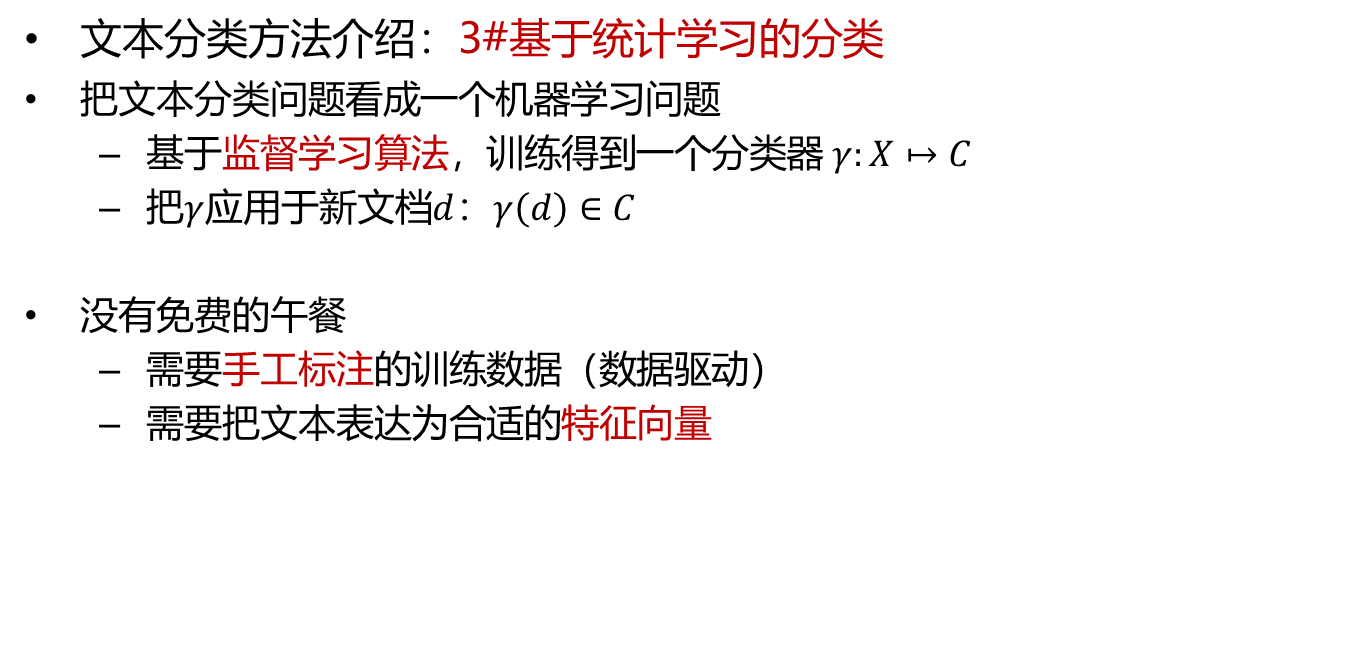 • 文本分类方法介绍：3#基于统计学习的分类
• 把文本分类问题看成一个机器学习问题
– 基于监督学习算法，训练得到一个分类器 γ: X ↦ C
– 把γ应用于新文档d：γ(d) ∈ C
• 没有免费的午餐
– 需要手工标注的训练数据（数据驱动）
– 需要把文本表达为合适的特征向量